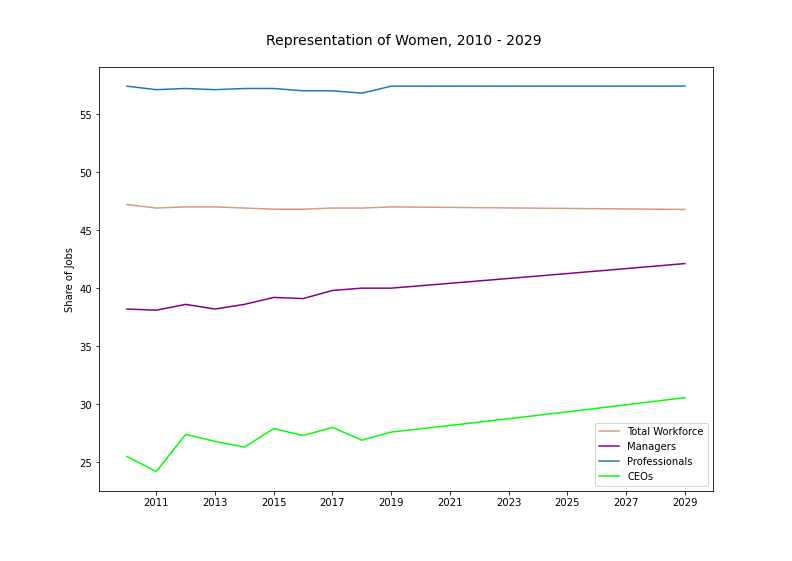 Representation of Women, 2010 - 2029
Share of Jobs
55
50
45
40
35
30
25
2011 2013 2015 2017 2019 2021 2023 2025 2027 2029
Total Workforce
Managers
Professionals
CEOs